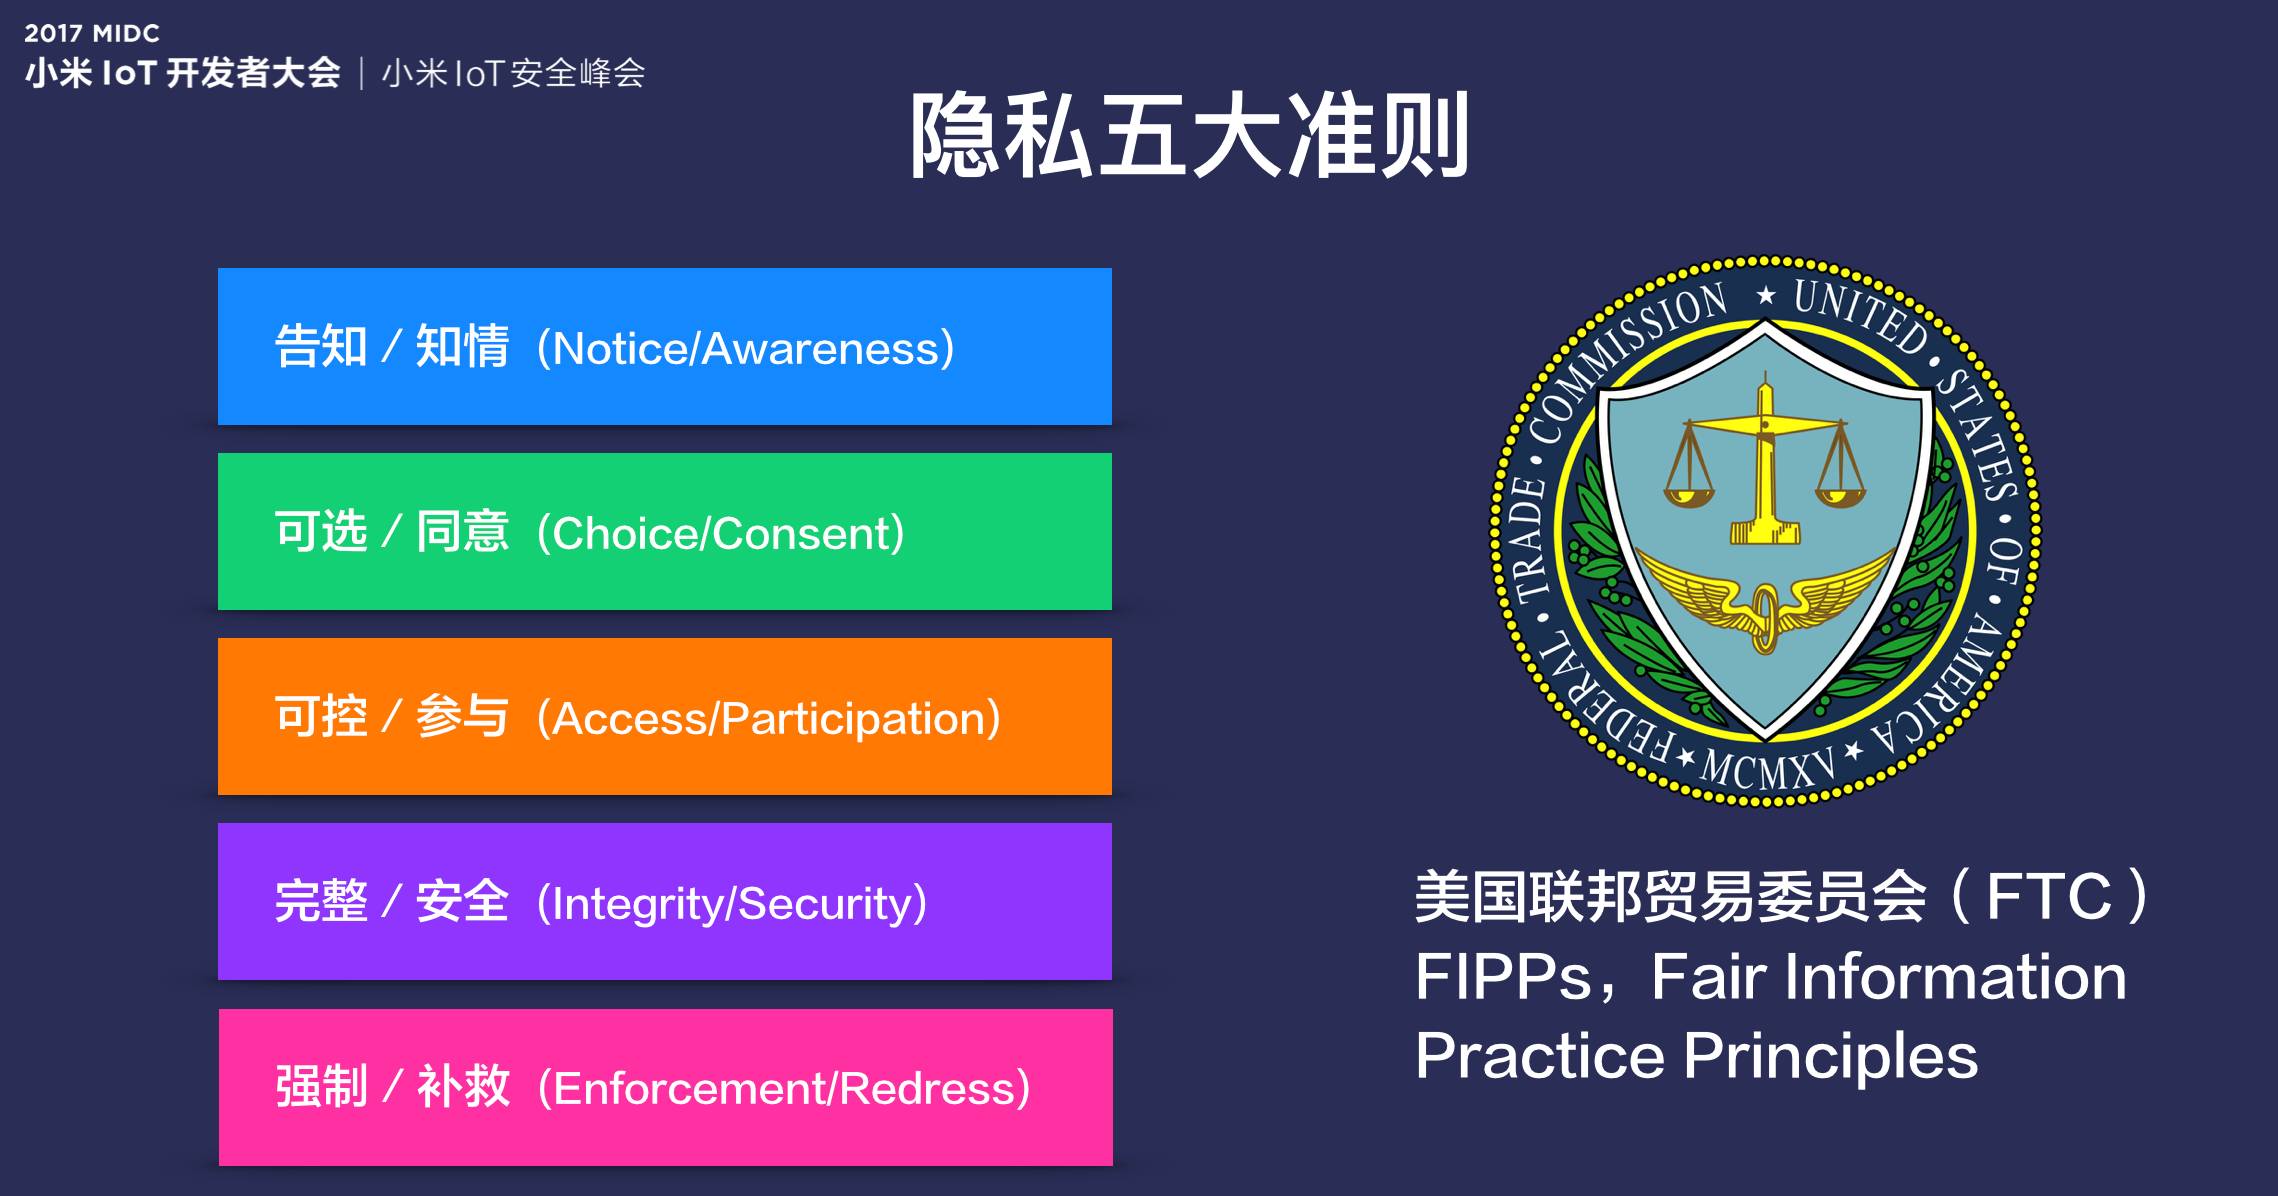 2017 MIDC
小米 IoT 开发者大会 | 小米 IoT 安全峰会
隐私五大准则
告知 / 知情 (Notice/Awareness)
可选 / 同意 (Choice/Consent)
可控 / 参与 (Access/Participation)
完整 / 安全 (Integrity/Security)
强制 / 补救 (Enforcement/Redress)
FEDERAL • TRADE • COMMISSION ★ UNITED • STATES • OF • AMERICA ★ MCMXV ★
美国联邦贸易委员会（FTC）
FIPPs，Fair Information
Practice Principles